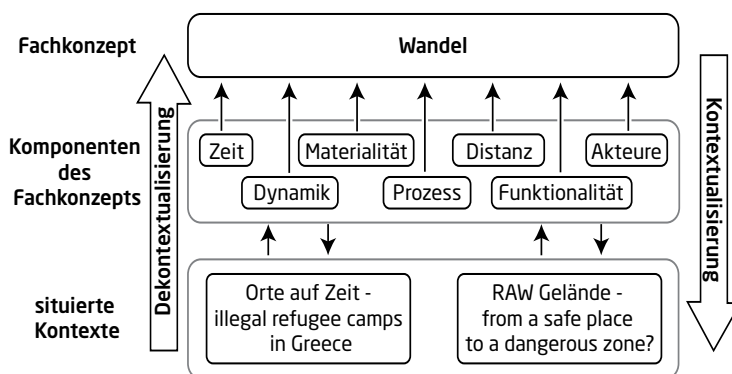 Fachkonzept
Wandel
Dekontextualisierung
Kontextualisierung
Komponenten
des
Fachkonzepts
Zeit
Materialität
Distanz
Akteure
Dynamik
Prozess
Funktionalität
situierte
Kontexte
Orte auf Zeit -
illegal refugee camps
in Greece
RAW Gelände -
from a safe place
to a dangerous zone?